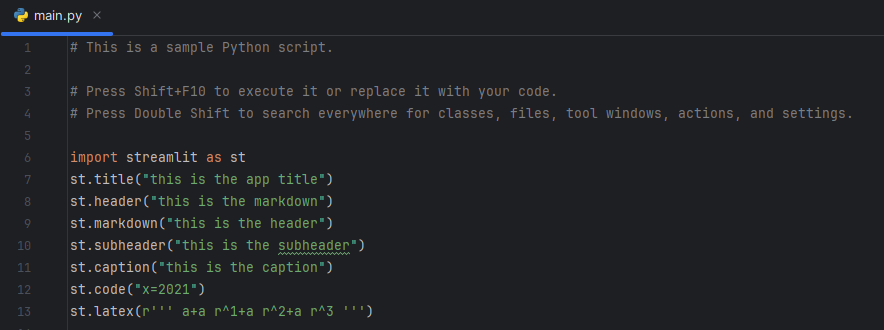 main.py
1 # This is a sample Python script.
2
3 # Press Shift+F10 to execute it or replace it with your code.
4 # Press Double Shift to search everywhere for classes, files, tool windows, actions, and settings.
5
6 import streamlit as st
7 st.title("this is the app title")
8 st.header("this is the markdown")
9 st.markdown("this is the header")
10 st.subheader("this is the subheader")
11 st.caption("this is the caption")
12 st.code("x=2021")
13 st.latex(r''' a+a r^1+a r^2+a r^3 ''')